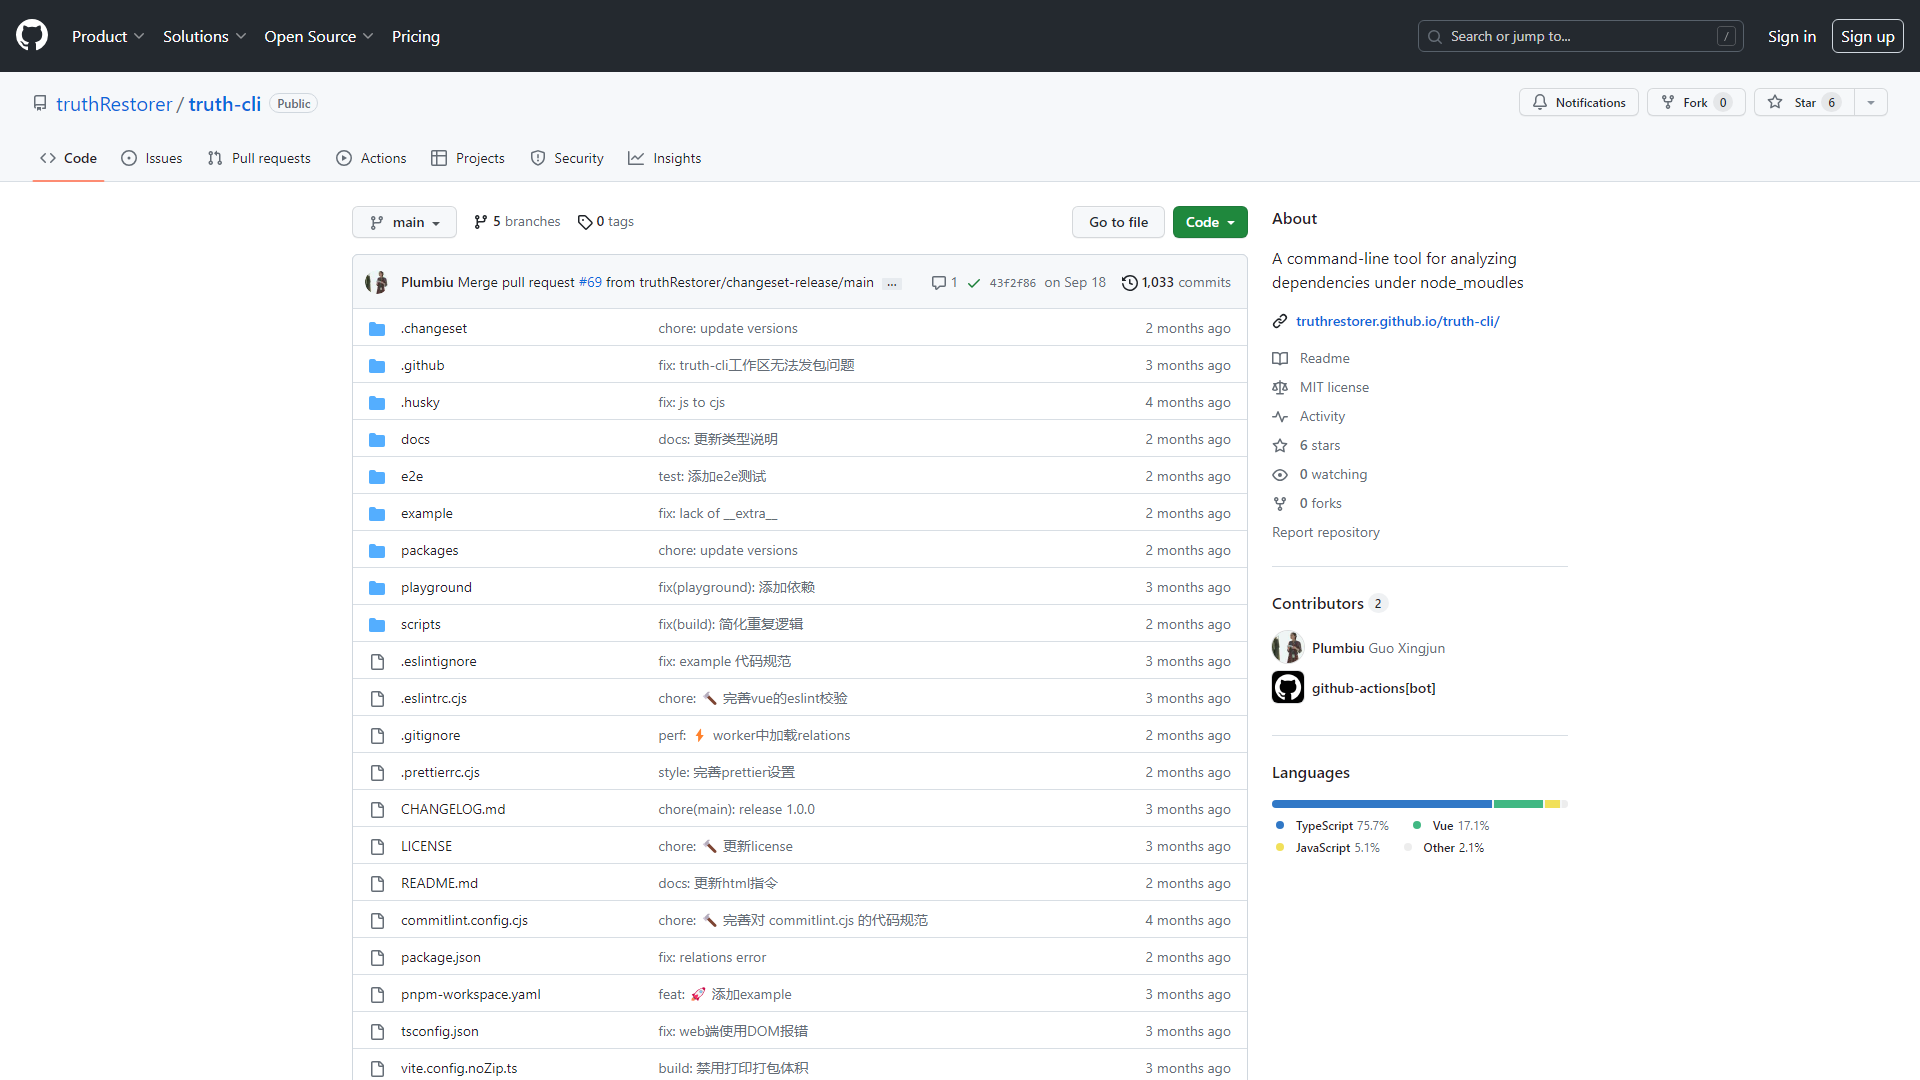 Product Solutions Open Source Pricing Search or jump to... / Sign in Sign up
truthRestorer / truth-cli Public Notifications Fork 0 Star 6
Code Issues Pull requests Actions Projects Security Insights
main 5 branches 0 tags Go to file Code
Plumbiu Merge pull request #69 from truthRestorer/changeset-release/main ... 1 43f2f86 on Sep 18 1,033 commits
.changeset chore: update versions 2 months ago
.github fix: truth-cli工作区无法发包问题 3 months ago
.husky fix: js to cjs 4 months ago
docs docs: 更新类型说明 2 months ago
e2e test: 添加e2e测试 2 months ago
example fix: lack of __extra__ 2 months ago
packages chore: update versions 2 months ago
playground fix(playground): 添加依赖 3 months ago
scripts fix(build): 简化重复逻辑 2 months ago
.eslintignore fix: example 代码规范 3 months ago
.eslintrc.cjs chore: 🔨 完善vue的eslint校验 3 months ago
.gitignore perf: ⚡ worker中加载relations 2 months ago
.prettierrc.cjs style: 完善prettier设置 2 months ago
CHANGELOG.md chore(main): release 1.0.0 3 months ago
LICENSE chore: 🔨 更新license 3 months ago
README.md docs: 更新html指令 2 months ago
commitlint.config.cjs chore: 🔨 完善对 commitlint.cjs 的代码规范 4 months ago
package.json fix: relations error 2 months ago
pnpm-workspace.yaml feat: 🚀 添加example 3 months ago
tsconfig.json fix: web端使用DOM报错 3 months ago
vite.config.noZip.ts build: 禁用打印打包体积 3 months ago
About
A command-line tool for analyzing
dependencies under node_moudles
truthrestorer.github.io/truth-cli/
Readme
MIT license
Activity
6 stars
0 watching
0 forks
Report repository
Contributors 2
Plumbiu Guo Xingjun
github-actions[bot]
Languages
TypeScript 75.7% Vue 17.1%
JavaScript 5.1% Other 2.1%